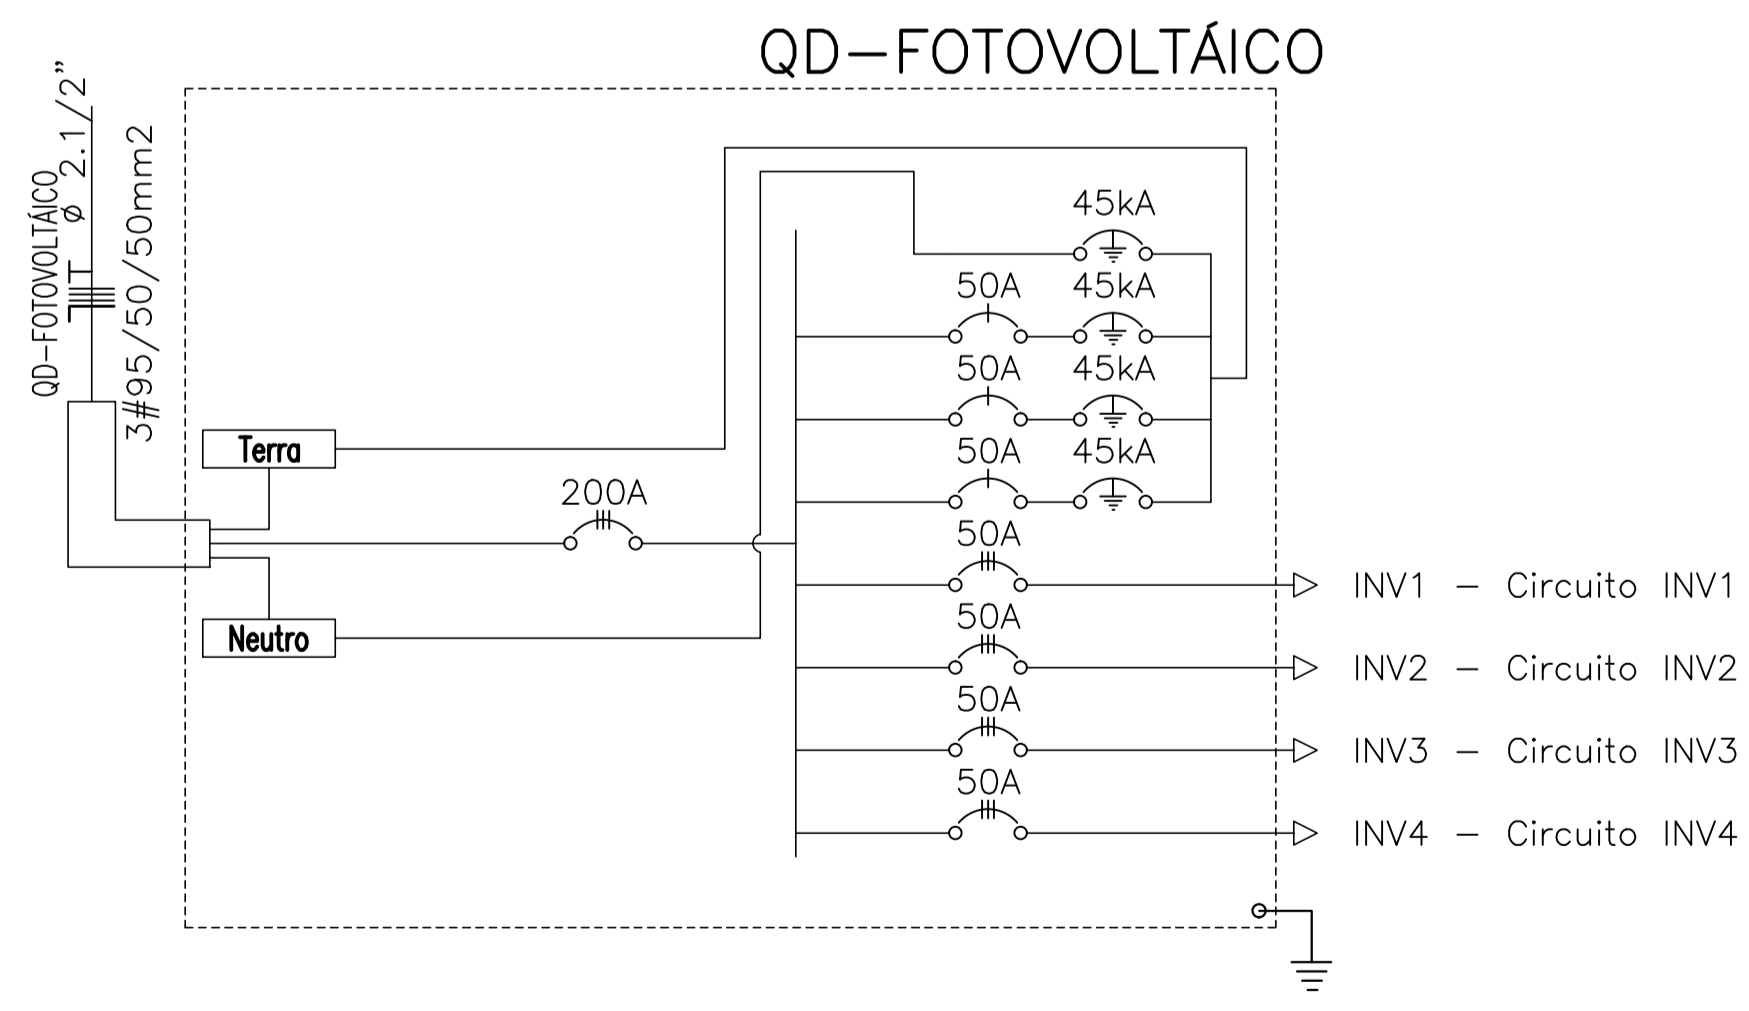 QD-FOTOVOLTÁICO
QD-FOTOVOLTÁICO
ø 2.1/2”
3#95/50/50mm2
45kA
50A 45kA
50A 45kA
Terra
50A 45kA
200A
50A
INV1 - Circuito INV1
50A
Neutro
INV2 - Circuito INV2
50A
INV3 - Circuito INV3
50A
INV4 - Circuito INV4